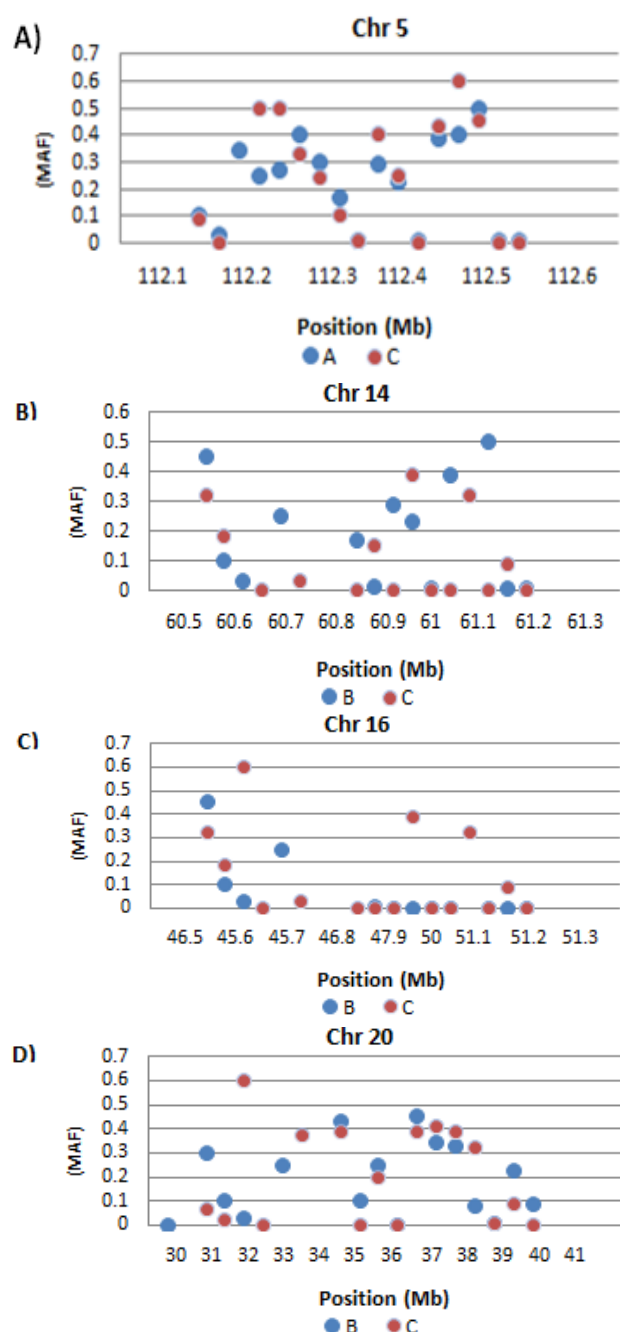 A)
Chr 5
0.7
0.6
0.5
0.4
0.3
0.2
0.1
0
(MAF)
112.1 112.2 112.3 112.4 112.5 112.6
Position (Mb)
A C
B)
Chr 14
0.6
0.5
0.4
0.3
0.2
0.1
0
(MAF)
60.5 60.6 60.7 60.8 60.9 61 61.1 61.2 61.3
Position (Mb)
B C
C)
Chr 16
0.7
0.6
0.5
0.4
0.3
0.2
0.1
0
(MAF)
46.5 45.6 45.7 46.8 47.9 50 51.1 51.2 51.3
Position (Mb)
B C
D)
Chr 20
0.7
0.6
0.5
0.4
0.3
0.2
0.1
0
(MAF)
30 31 32 33 34 35 36 37 38 39 40 41
Position (Mb)
B C